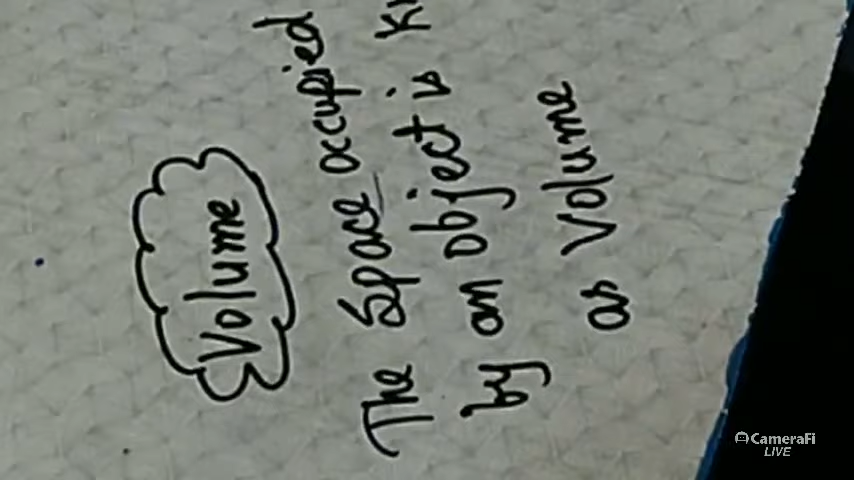 Volume
The Space occupied
by an object is
as Volume
CameraFi
LIVE